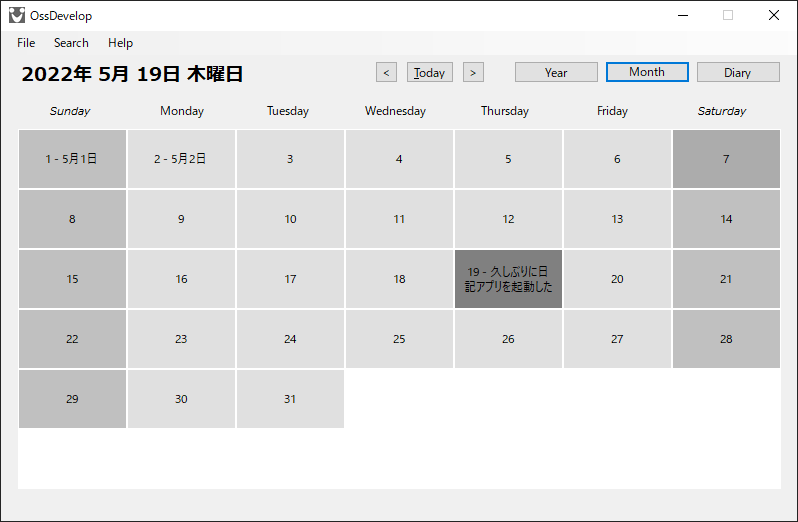 OssDevelop
File Search Help
2022年 5月 19日 木曜日 < Today > Year Month Diary
Sunday Monday Tuesday Wednesday Thursday Friday Saturday
1 - 5月1日 2 - 5月2日 3 4 5 6 7
8 9 10 11 12 13 14
15 16 17 18 19 - 久しぶりに日
記アプリを起動した 20 21
22 23 24 25 26 27 28
29 30 31